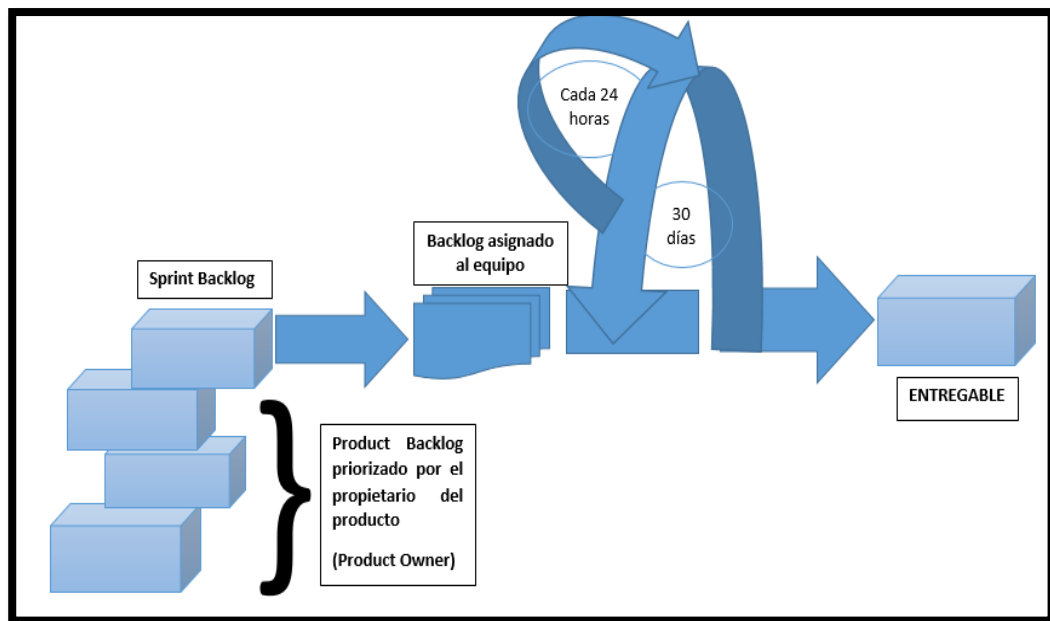 Cada 24
horas
30
días
Backlog asignado
al equipo
Sprint Backlog
ENTREGABLE
Product Backlog
priorizado por el
propietario del
producto
(Product Owner)